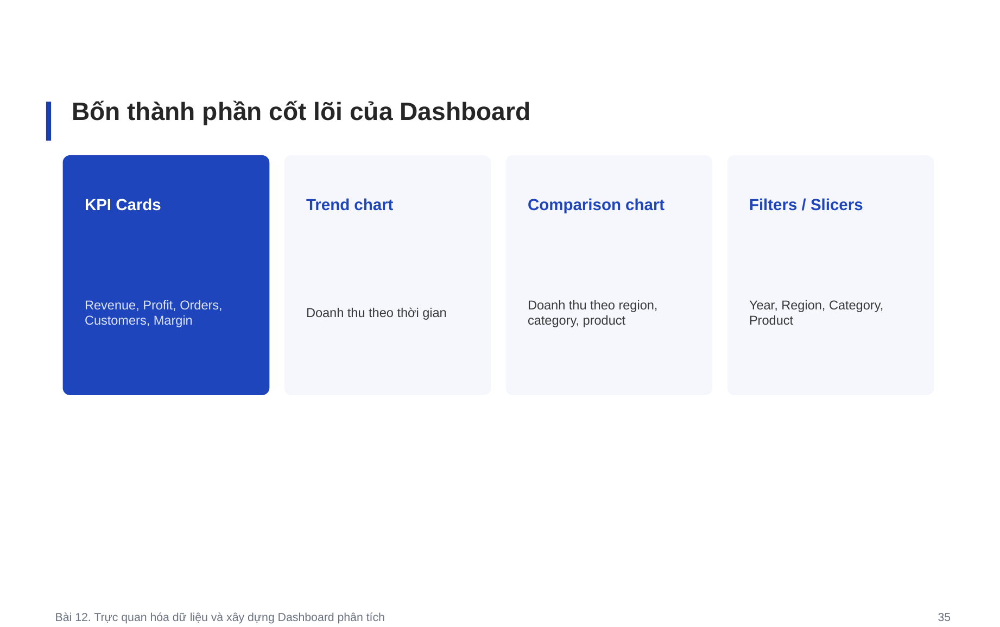 Bốn thành phần cốt lõi của Dashboard
KPI Cards
Revenue, Profit, Orders,
Customers, Margin
Trend chart
Doanh thu theo thời gian
Comparison chart
Doanh thu theo region,
category, product
Filters / Slicers
Year, Region, Category,
Product
Bài 12. Trực quan hóa dữ liệu và xây dựng Dashboard phân tích
35